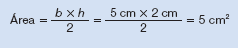 Área = b × h / 2 = 5 cm × 2 cm / 2 = 5 cm²